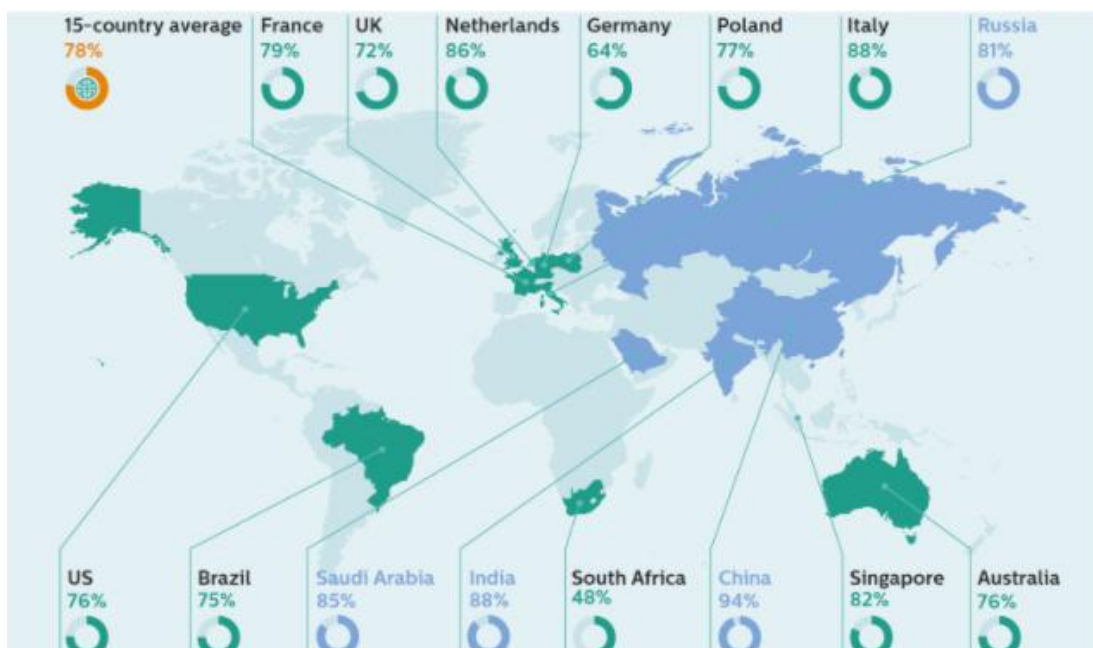 15-country average
78%
France
79%
UK
72%
Netherlands
86%
Germany
64%
Poland
77%
Italy
88%
Russia
81%
US
76%
Brazil
75%
Saudi Arabia
85%
India
88%
South Africa
48%
China
94%
Singapore
82%
Australia
76%